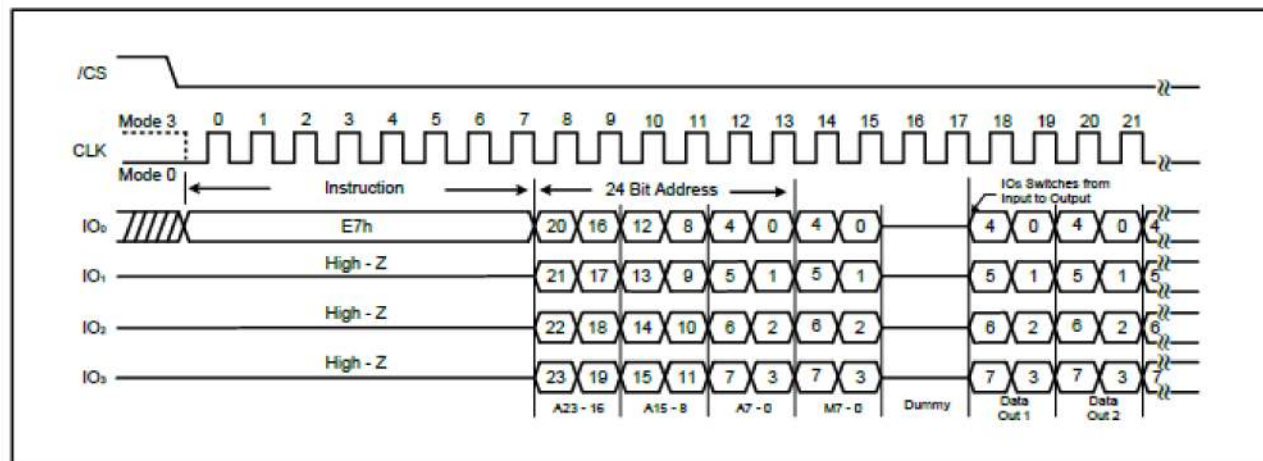 /CS
Mode 3 0 1 2 3 4 5 6 7 8 9 10 11 12 13 14 15 16 17 18 19 20 21
CLK
Mode 0
Instruction 24 Bit Address IOs Switches from
Input to Output
IO₀ E7h 20 16 12 8 4 0 4 0 4 0 4 0 4
High - Z
IO₁ 21 17 13 9 5 1 5 1 5 1 5 1 5
High - Z
IO₂ 22 18 14 10 6 2 6 2 6 2 6 2 6
High - Z
IO₃ 23 19 15 11 7 3 7 3 7 3 7 3 7
A23 - 16 A15 - 8 A7 - 0 M7 - 0 Dummy Data
Out 1 Data
Out 2